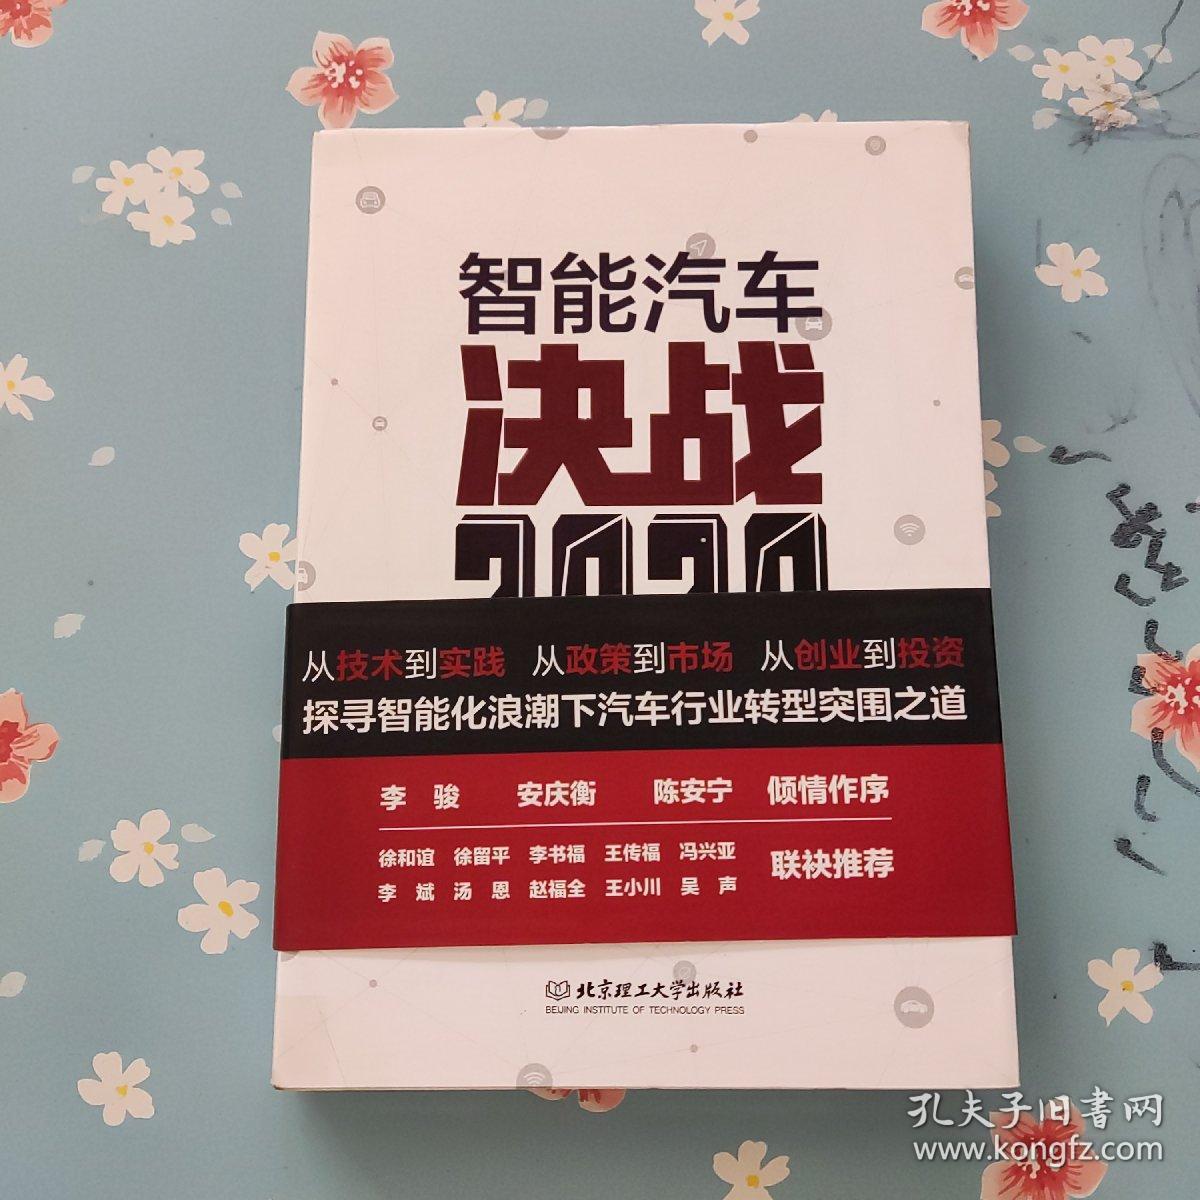 智能汽车
决战
2020
从技术到实践 从政策到市场 从创业到投资
探寻智能化浪潮下汽车行业转型突围之道
李骏 安庆衡 陈安宁 倾情作序
徐和谊 徐留平 李书福 王传福 冯兴亚
李斌 汤恩 赵福全 王小川 吴声
联袂推荐
北京理工大学出版社
BEIJING INSTITUTE OF TECHNOLOGY PRESS
孔夫子旧書网
www.kongfz.com